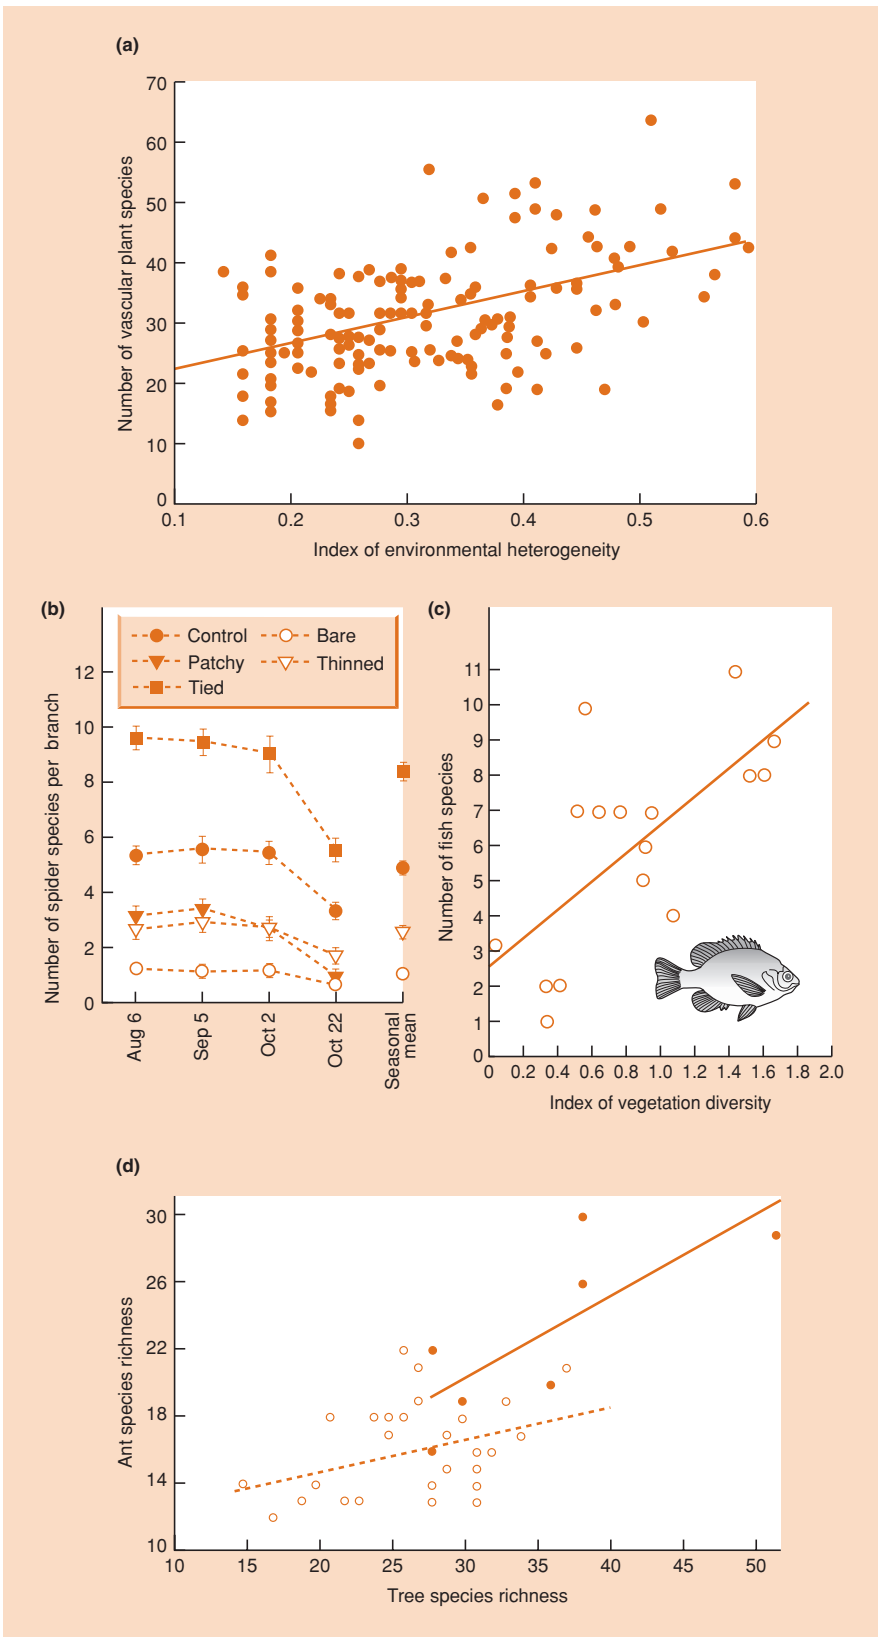 (a)
70
60
50
40
30
20
10
0
Number of vascular plant species
0.1 0.2 0.3 0.4 0.5 0.6
Index of environmental heterogeneity
(b)
Control Bare
Patchy Thinned
Tied
12
10
8
6
4
2
0
Number of spider species per branch
Aug 6
Sep 5
Oct 2
Oct 22
Seasonal
mean
(c)
11
10
9
8
7
6
5
4
3
2
1
0
Number of fish species
0 0.2 0.4 0.6 0.8 1.0 1.2 1.4 1.6 1.8 2.0
Index of vegetation diversity
(d)
30
26
22
18
14
10
Ant species richness
10 15 20 25 30 35 40 45 50
Tree species richness